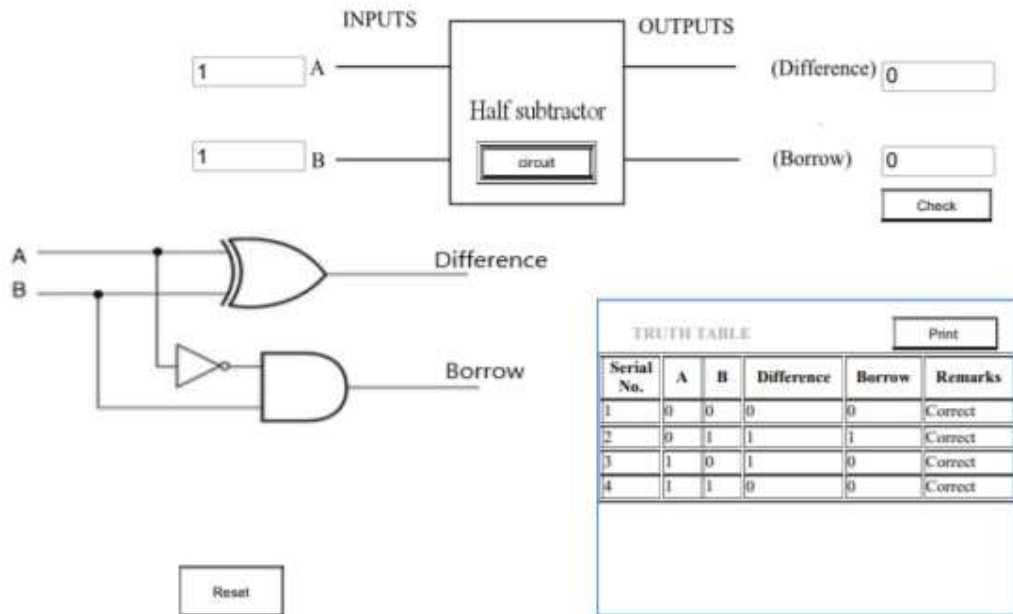 INPUTS
OUTPUTS
1 A
(Difference) 0
Half subtractor
circuit
1 B
(Borrow) 0
Check
A
B
Difference
Borrow
TRUTH TABLE
Print
Serial No. A B Difference Borrow Remarks
1 0 0 0 0 Correct
2 0 1 1 1 Correct
3 1 0 1 0 Correct
4 1 1 0 0 Correct
Reset